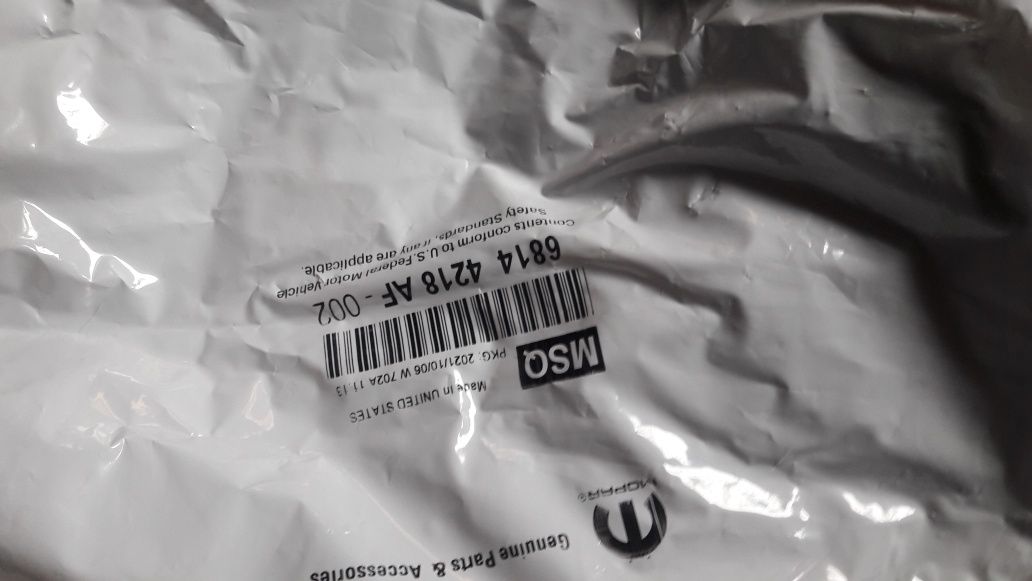 Genuine Parts & Accessories
MOPAR®
Made in UNITED STATES
MSQ
PKG: 2021/10/06 W 702A 11.13
6814 4218 AF - 002
Contents conform to U.S. Federal Motor Vehicle
Safety Standards, if any are applicable.